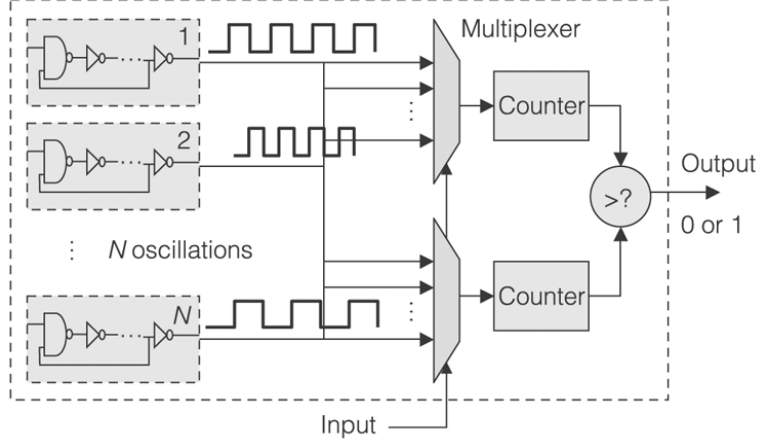 1
Multiplexer
Counter
2
Output
>?
0 or 1
N oscillations
Counter
N
Input